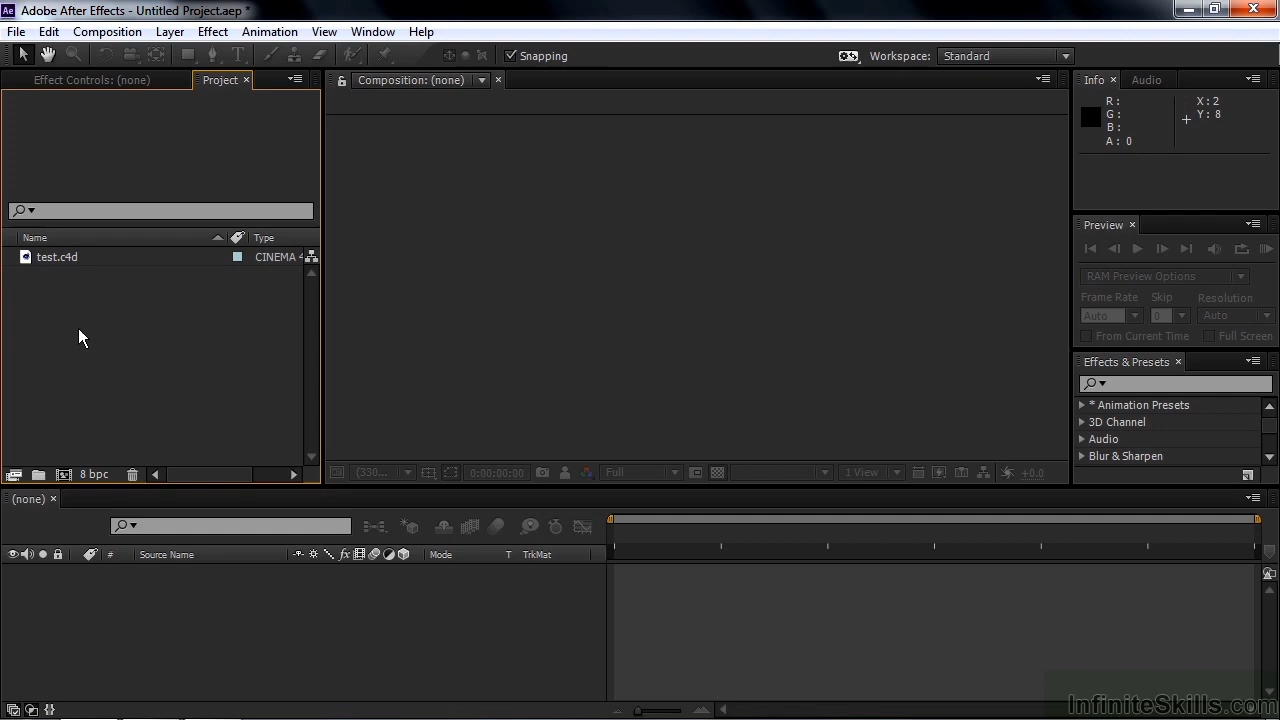 Ae Adobe After Effects - Untitled Project.aep *
File Edit Composition Layer Effect Animation View Window Help
T Snapping Workspace: Standard
Effect Controls: (none) Project × Composition: (none) × Info × Audio
R: X: 2
G: Y: 8
B:
A: 0
Preview ×
Name Type
test.c4d CINEMA 4
RAM Preview Options
Frame Rate Skip Resolution
Auto 0 Auto
From Current Time Full Screen
Effects & Presets ×
* Animation Presets
3D Channel
Audio
Blur & Sharpen
8 bpc (330... 0:00:00:00 Full 1 View +0.0
(none) ×
# Source Name fx Mode T TrkMat
InfiniteSkills.com